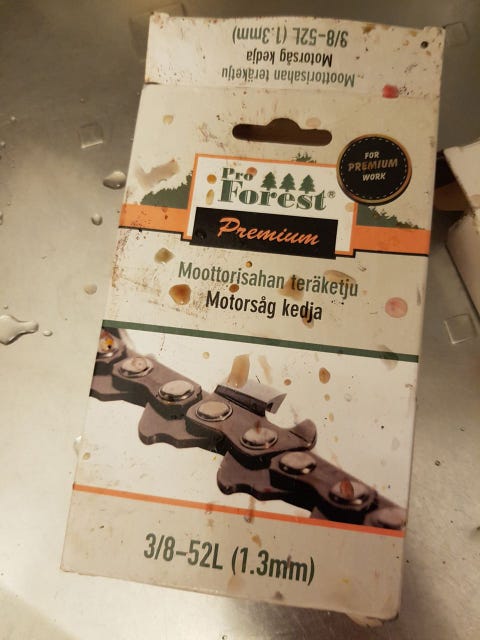 3/8-52L (1.3mm)
Motorsåg kedja
Moottorisahan teräketju
FOR
PREMIUM
WORK
Pro
Forest®
Premium
Moottorisahan teräketju
Motorsåg kedja
3/8-52L (1.3mm)